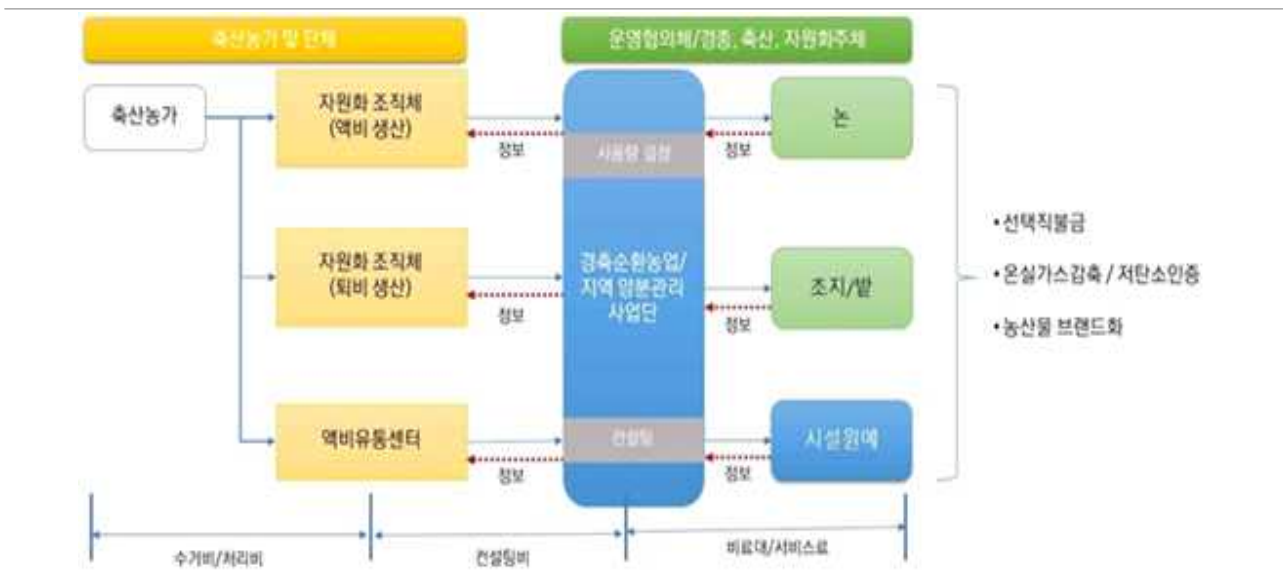 축산농가 및 단체
운영협의체/경종, 축산, 자원화주체
축산농가
자원화 조직체
(액비 생산)
정보
사용량 결정
정보
논
자원화 조직체
(퇴비 생산)
정보
경축순환농업/
지역 양분관리
사업단
정보
초지/밭
액비유통센터
정보
컨설팅
정보
시설원예
•선택직불금
•온실가스감축 / 저탄소인증
•농산물 브랜드화
수거비/처리비
컨설팅비
비료대/서비스료